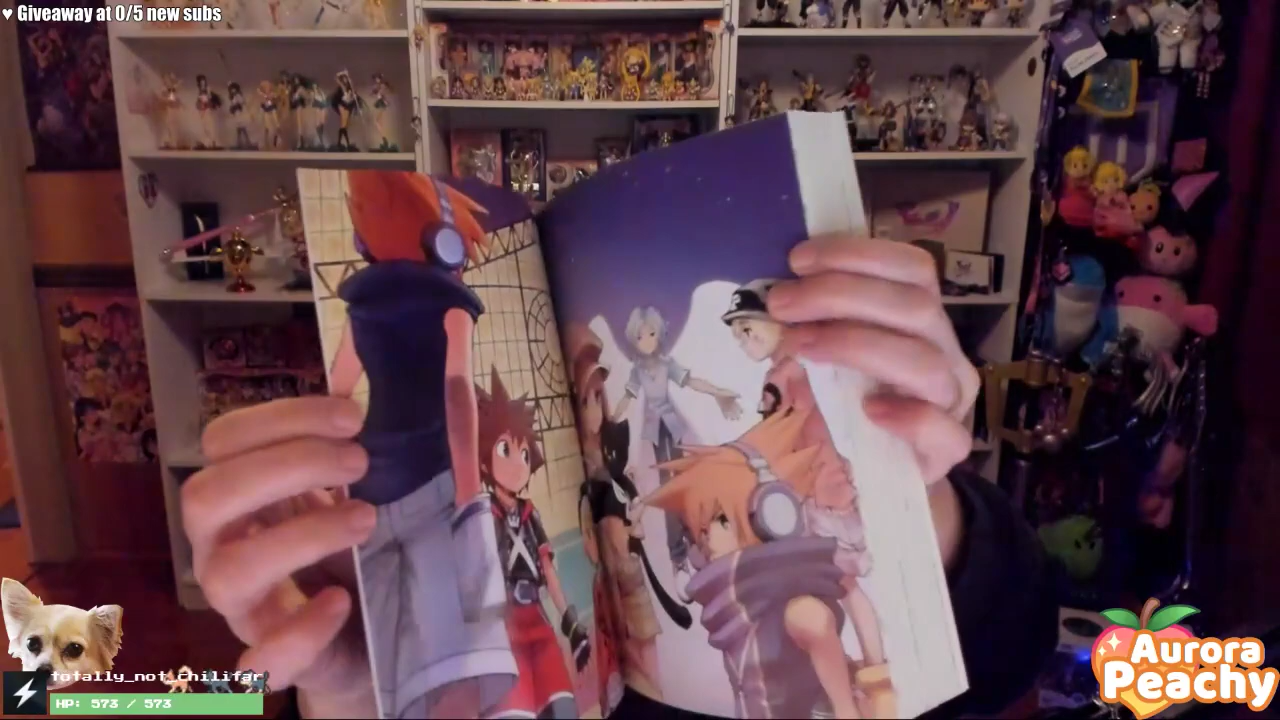 ♥ Giveaway at 0/5 new subs
totally_not_chilifar
HP: 573 / 573
Aurora
Peachy